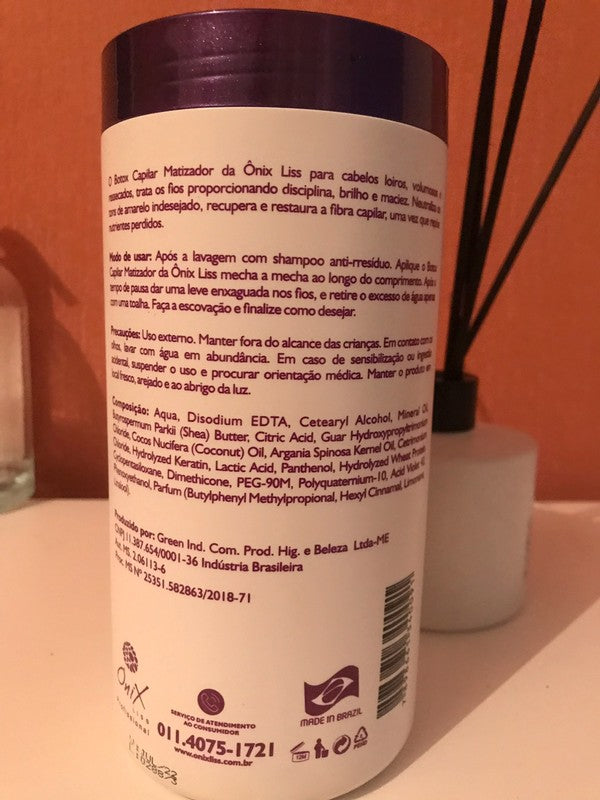 O Botox Capilar Matizador da Ônix Liss para cabelos loiros, volumosos e
ressecados, trata os fios proporcionando disciplina, brilho e maciez. Neutraliza os
tons de amarelo indesejado, recupera e restaura a fibra capilar, uma vez que
nutrientes perdidos.
Modo de usar: Após a lavagem com shampoo anti-rresíduo. Aplique o Botox
Capilar Matizador da Ônix Liss mecha a mecha ao longo do comprimento. Após o
tempo de pausa dar uma leve enxaguada nos fios, e retire o excesso de água apenas
com uma toalha. Faça a escovação e finalize como desejar.
Precauções: Uso externo. Manter fora do alcance das crianças. Em contato com os
olhos, lavar com água em abundância. Em caso de sensibilização ou ingestão
acidental, suspender o uso e procurar orientação médica. Manter o produto em
local fresco, arejado e ao abrigo da luz.
Composição: Aqua, Disodium EDTA, Cetearyl Alcohol, Mineral Oil,
Butyrospermum Parkii (Shea) Butter, Citric Acid, Guar Hydroxypropyltrimonium
Chloride, Cocos Nucifera (Coconut) Oil, Argania Spinosa Kernel Oil, Cetrimonium
Chloride, Hydrolyzed Keratin, Lactic Acid, Panthenol, Hydrolyzed Wheat Protein,
Cyclopentasiloxane, Dimethicone, PEG-90M, Polyquaternium-10, Acid Violet 43,
Phenoxyethanol, Parfum (Butylphenyl Methylpropional, Hexyl Cinnamal, Limonene,
Linalool).
Produzido por: Green Ind. Com. Prod. Hig. e Beleza Ltda-ME
CNPJ 11.387.654/0001-36 Indústria Brasileira
Aut. MS. 2.06113-6
Proc. MS Nº 25351.582863/2018-71
OniX
Liss
Professional
SERVIÇO DE ATENDIMENTO
AO CONSUMIDOR
011.4075-1721
www.onixliss.com.br
MADE IN BRAZIL
12M
PEAD